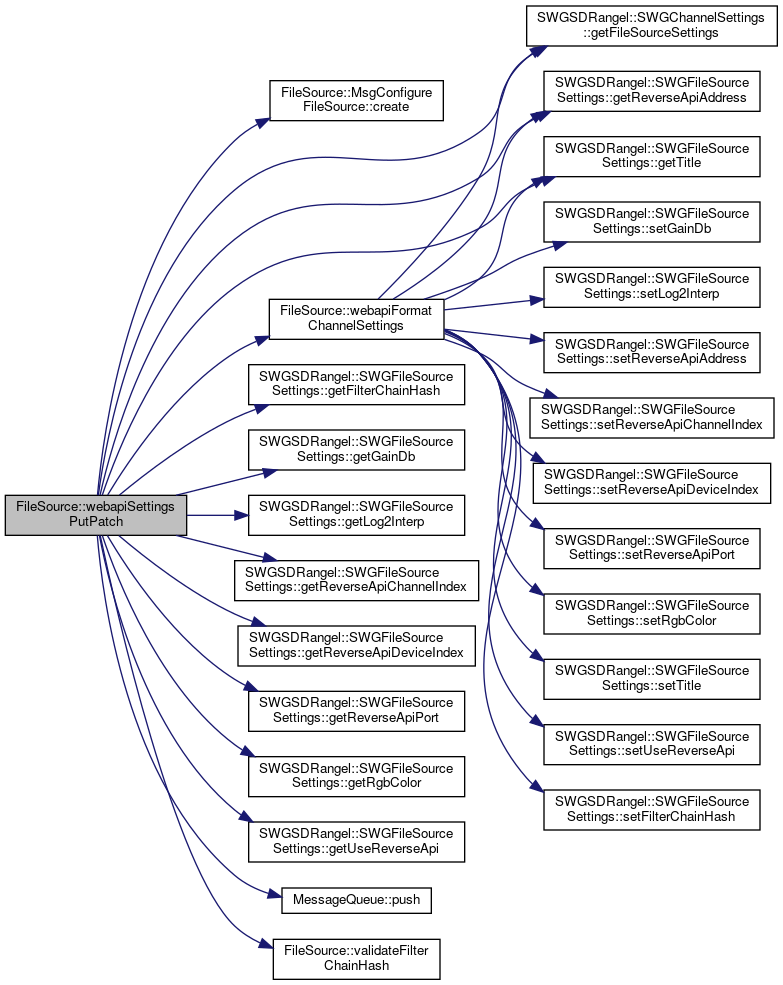 FileSource::webapiSettings
PutPatch
FileSource::MsgConfigure
FileSource::create
FileSource::webapiFormat
ChannelSettings
SWGSDRangel::SWGFileSource
Settings::getFilterChainHash
SWGSDRangel::SWGFileSource
Settings::getGainDb
SWGSDRangel::SWGFileSource
Settings::getLog2Interp
SWGSDRangel::SWGFileSource
Settings::getReverseApiChannelIndex
SWGSDRangel::SWGFileSource
Settings::getReverseApiDeviceIndex
SWGSDRangel::SWGFileSource
Settings::getReverseApiPort
SWGSDRangel::SWGFileSource
Settings::getRgbColor
SWGSDRangel::SWGFileSource
Settings::getUseReverseApi
MessageQueue::push
FileSource::validateFilter
ChainHash
SWGSDRangel::SWGChannelSettings
::getFileSourceSettings
SWGSDRangel::SWGFileSource
Settings::getReverseApiAddress
SWGSDRangel::SWGFileSource
Settings::getTitle
SWGSDRangel::SWGFileSource
Settings::setGainDb
SWGSDRangel::SWGFileSource
Settings::setLog2Interp
SWGSDRangel::SWGFileSource
Settings::setReverseApiAddress
SWGSDRangel::SWGFileSource
Settings::setReverseApiChannelIndex
SWGSDRangel::SWGFileSource
Settings::setReverseApiDeviceIndex
SWGSDRangel::SWGFileSource
Settings::setReverseApiPort
SWGSDRangel::SWGFileSource
Settings::setRgbColor
SWGSDRangel::SWGFileSource
Settings::setTitle
SWGSDRangel::SWGFileSource
Settings::setUseReverseApi
SWGSDRangel::SWGFileSource
Settings::setFilterChainHash